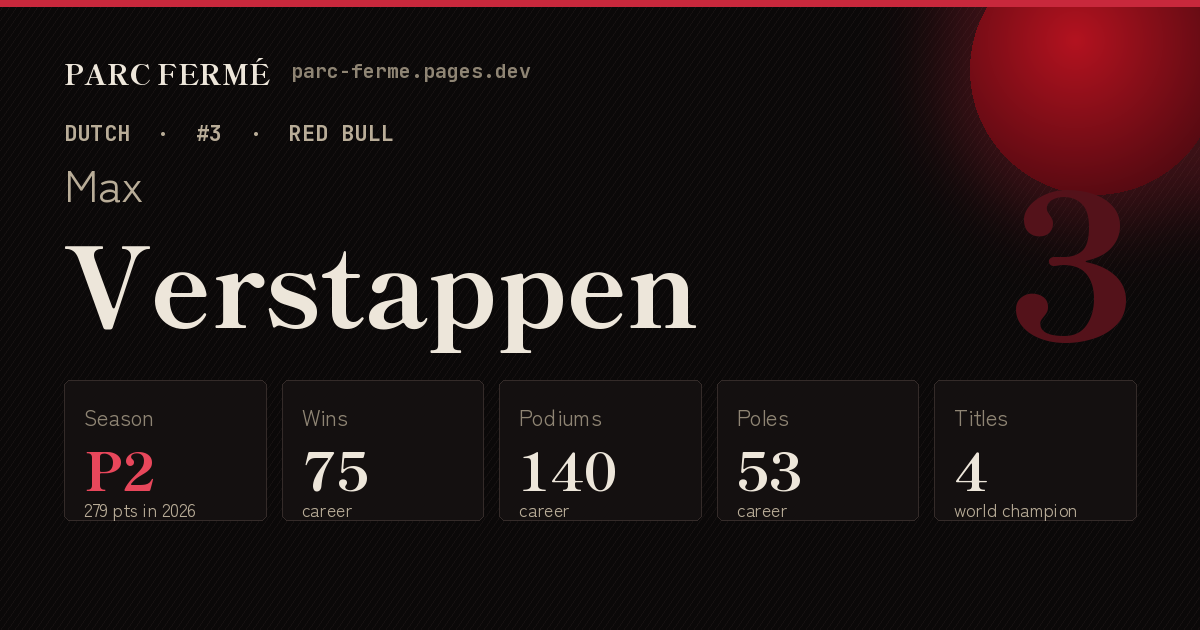 PARC FERMÉ parc-ferme.pages.dev
DUTCH · #3 · RED BULL
Max
Verstappen
3
Season
P2
279 pts in 2026
Wins
75
career
Podiums
140
career
Poles
53
career
Titles
4
world champion